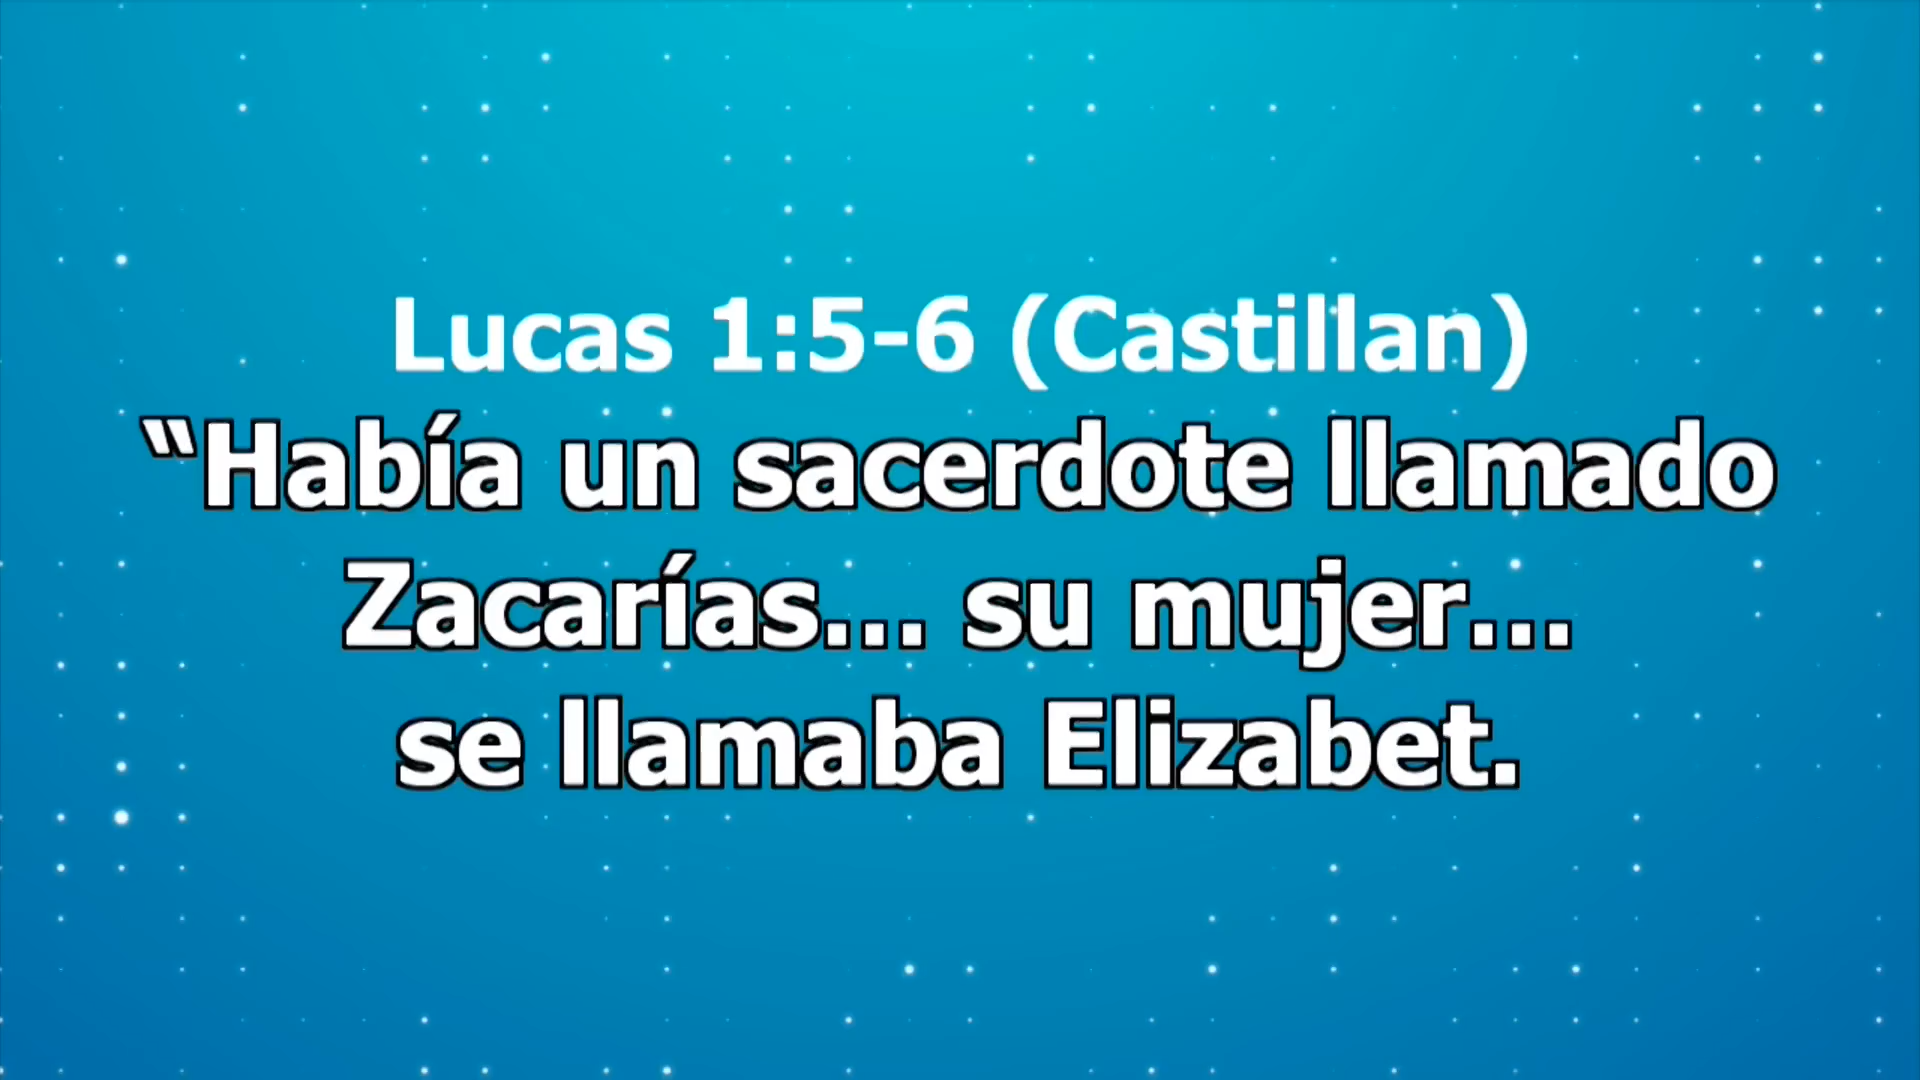 Lucas 1:5-6 (Castillan)
“Había un sacerdote llamado
Zacarías... su mujer...
se llamaba Elizabet.